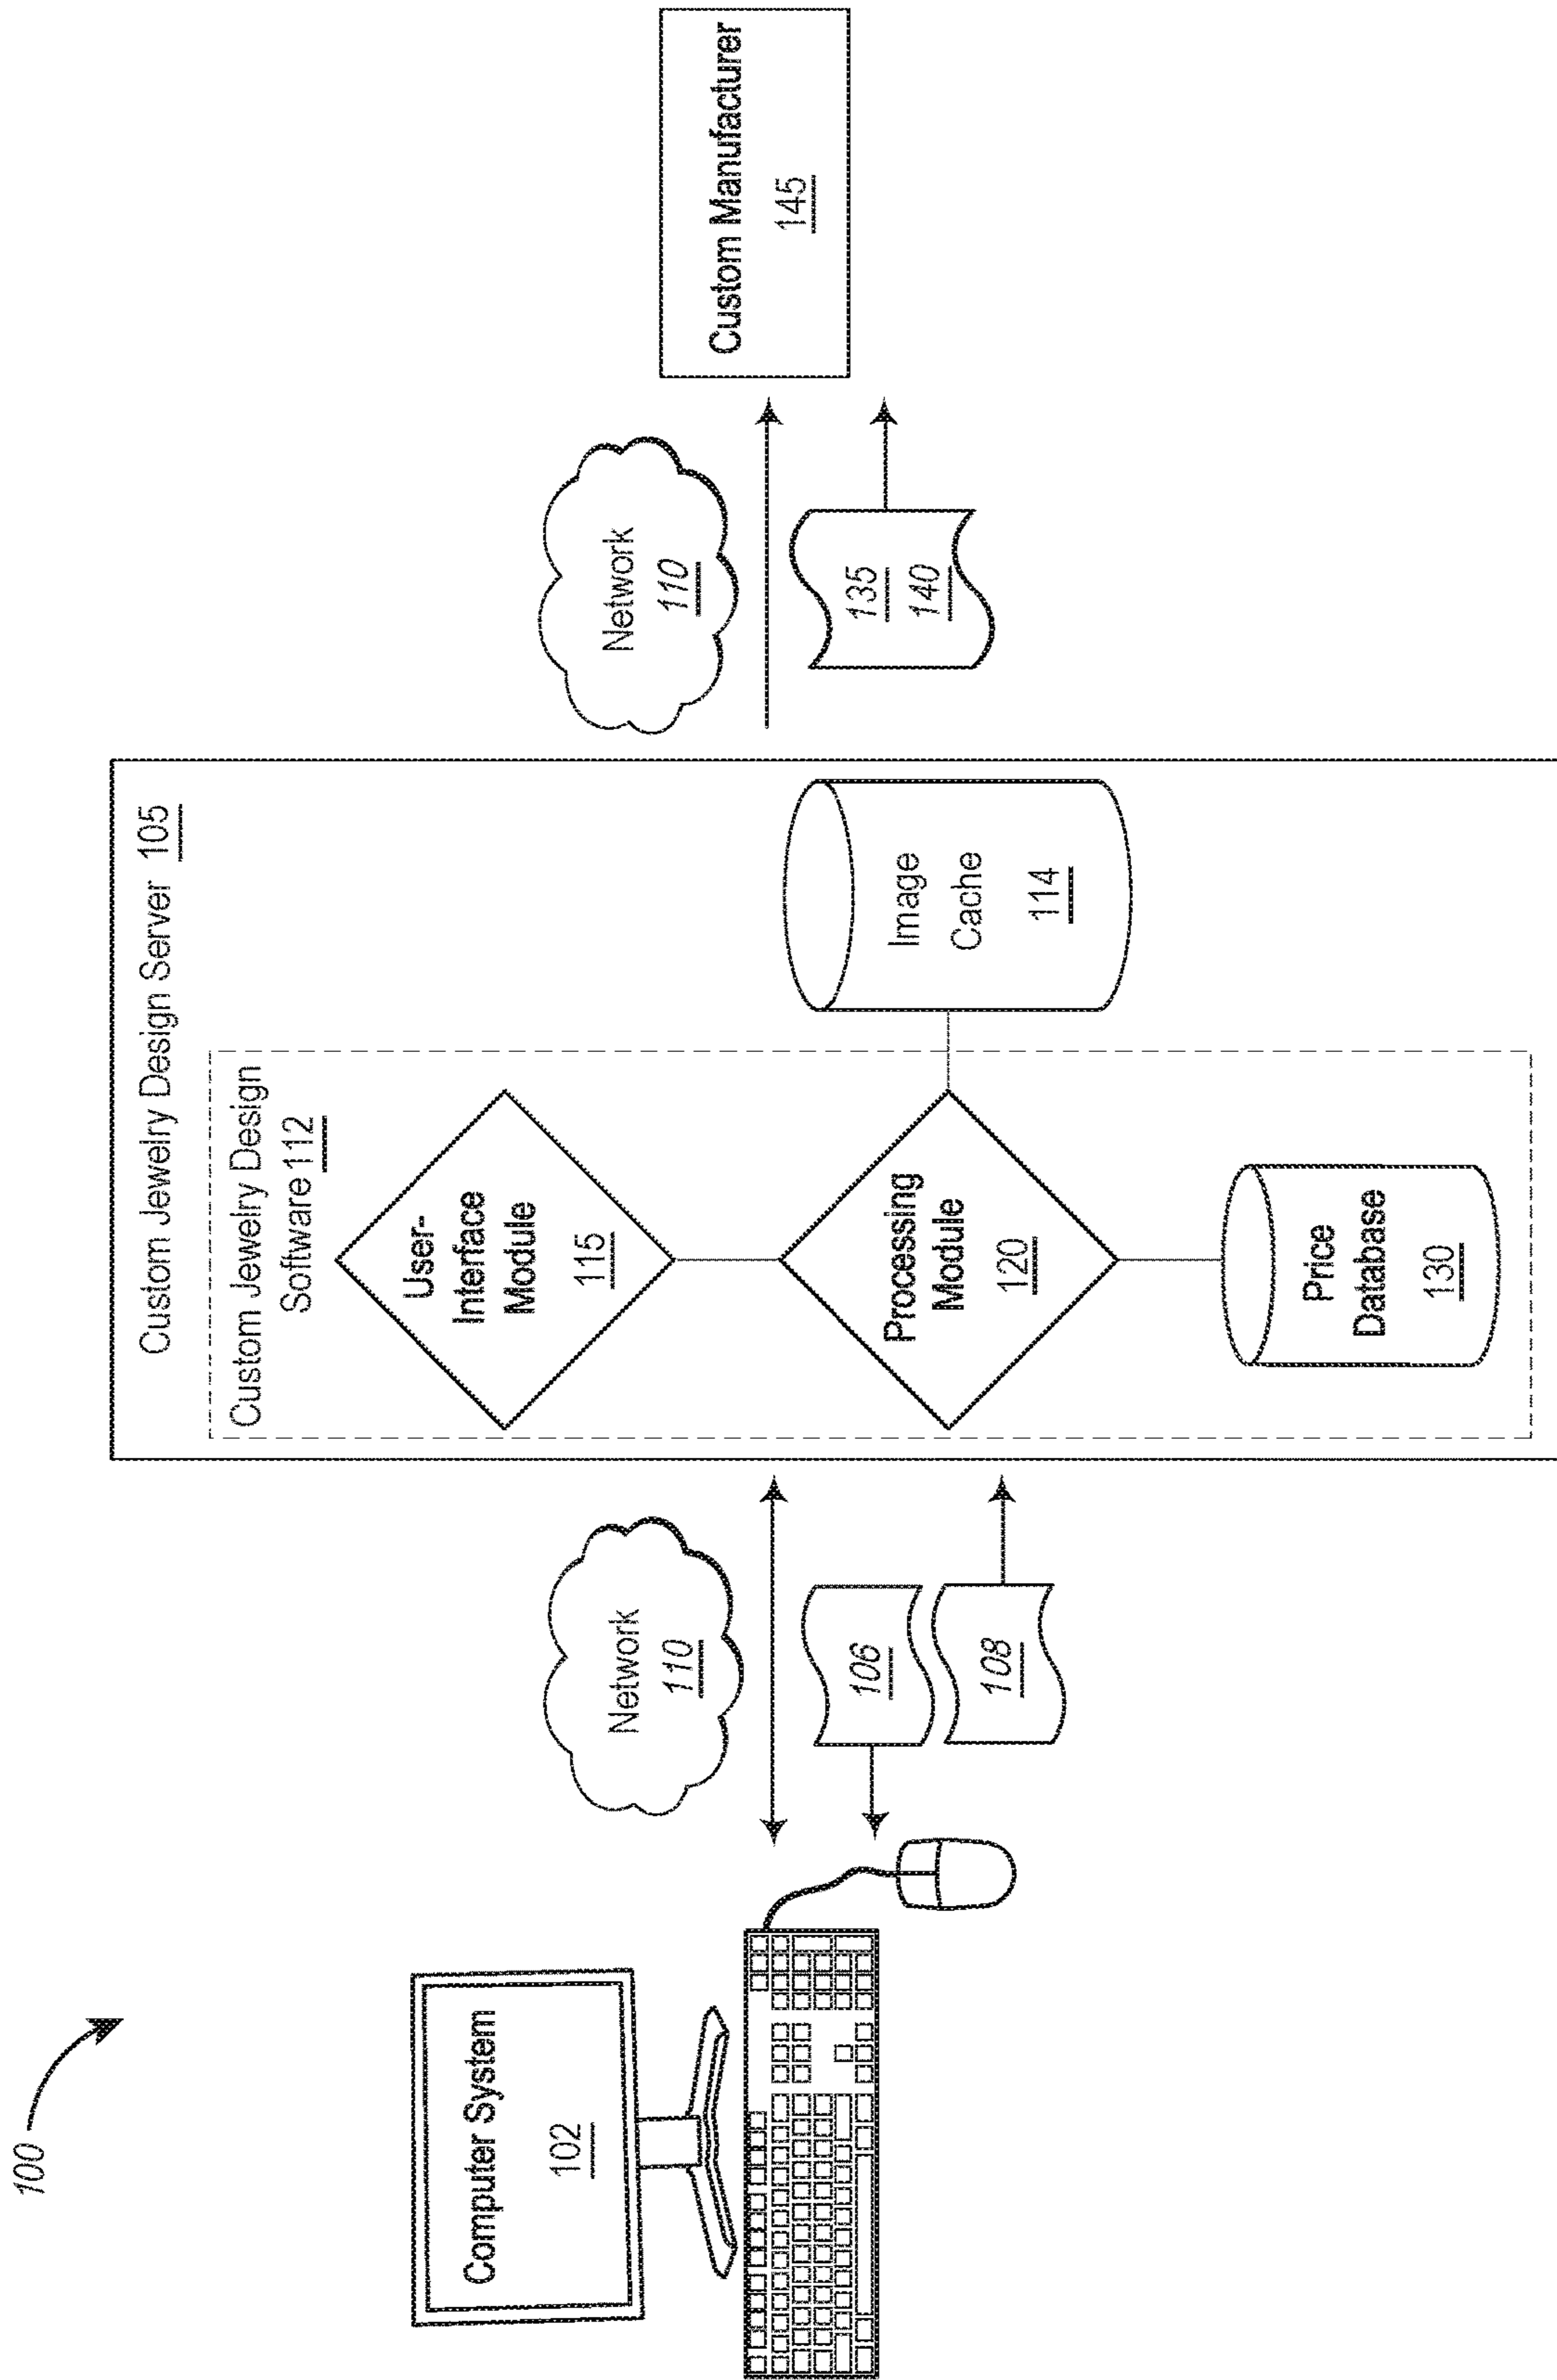 100
Computer System
102
Network
110
106
108
Custom Jewelry Design Server 105
Custom Jewelry Design
Software 112
User-
Interface
Module
115
Processing
Module
120
Price
Database
130
Image
Cache
114
Network
110
135
140
Custom Manufacturer
145